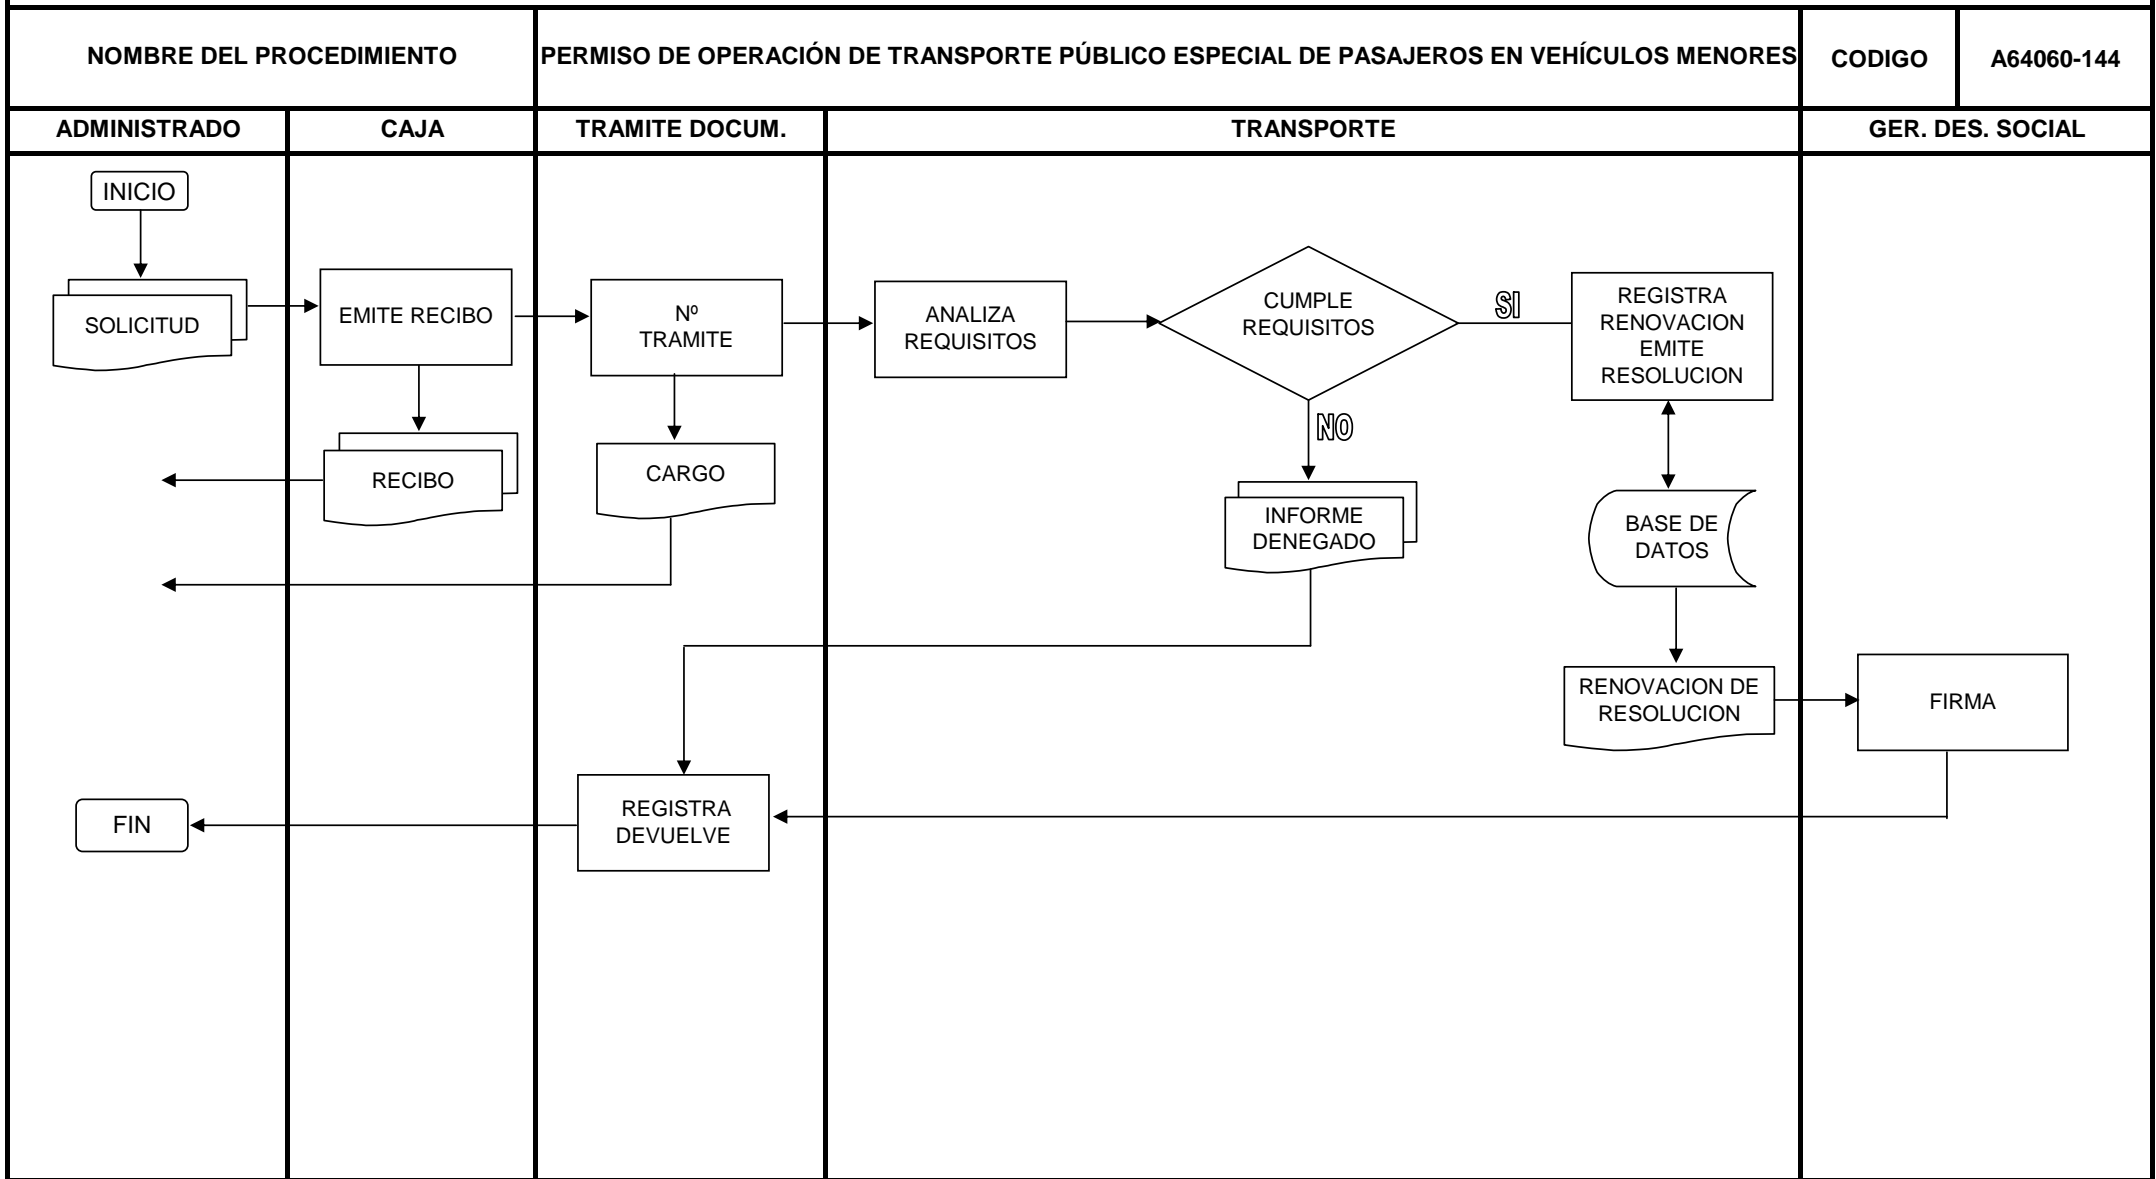 NOMBRE DEL PROCEDIMIENTO
PERMISO DE OPERACIÓN DE TRANSPORTE PÚBLICO ESPECIAL DE PASAJEROS EN VEHÍCULOS MENORES
CODIGO
A64060-144
ADMINISTRADO
CAJA
TRAMITE DOCUM.
TRANSPORTE
GER. DES. SOCIAL
INICIO
SOLICITUD
EMITE RECIBO
Nº
TRAMITE
ANALIZA
REQUISITOS
CUMPLE
REQUISITOS
SI
REGISTRA
RENOVACION
EMITE
RESOLUCION
NO
RECIBO
CARGO
INFORME
DENEGADO
BASE DE
DATOS
RENOVACION DE
RESOLUCION
FIRMA
REGISTRA
DEVUELVE
FIN